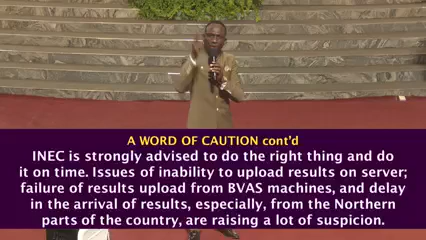 A WORD OF CAUTION cont'd
INEC is strongly advised to do the right thing and do
it on time. Issues of inability to upload results on server;
failure of results upload from BVAS machines, and delay
in the arrival of results, especially, from the Northern
parts of the country, are raising a lot of suspicion.